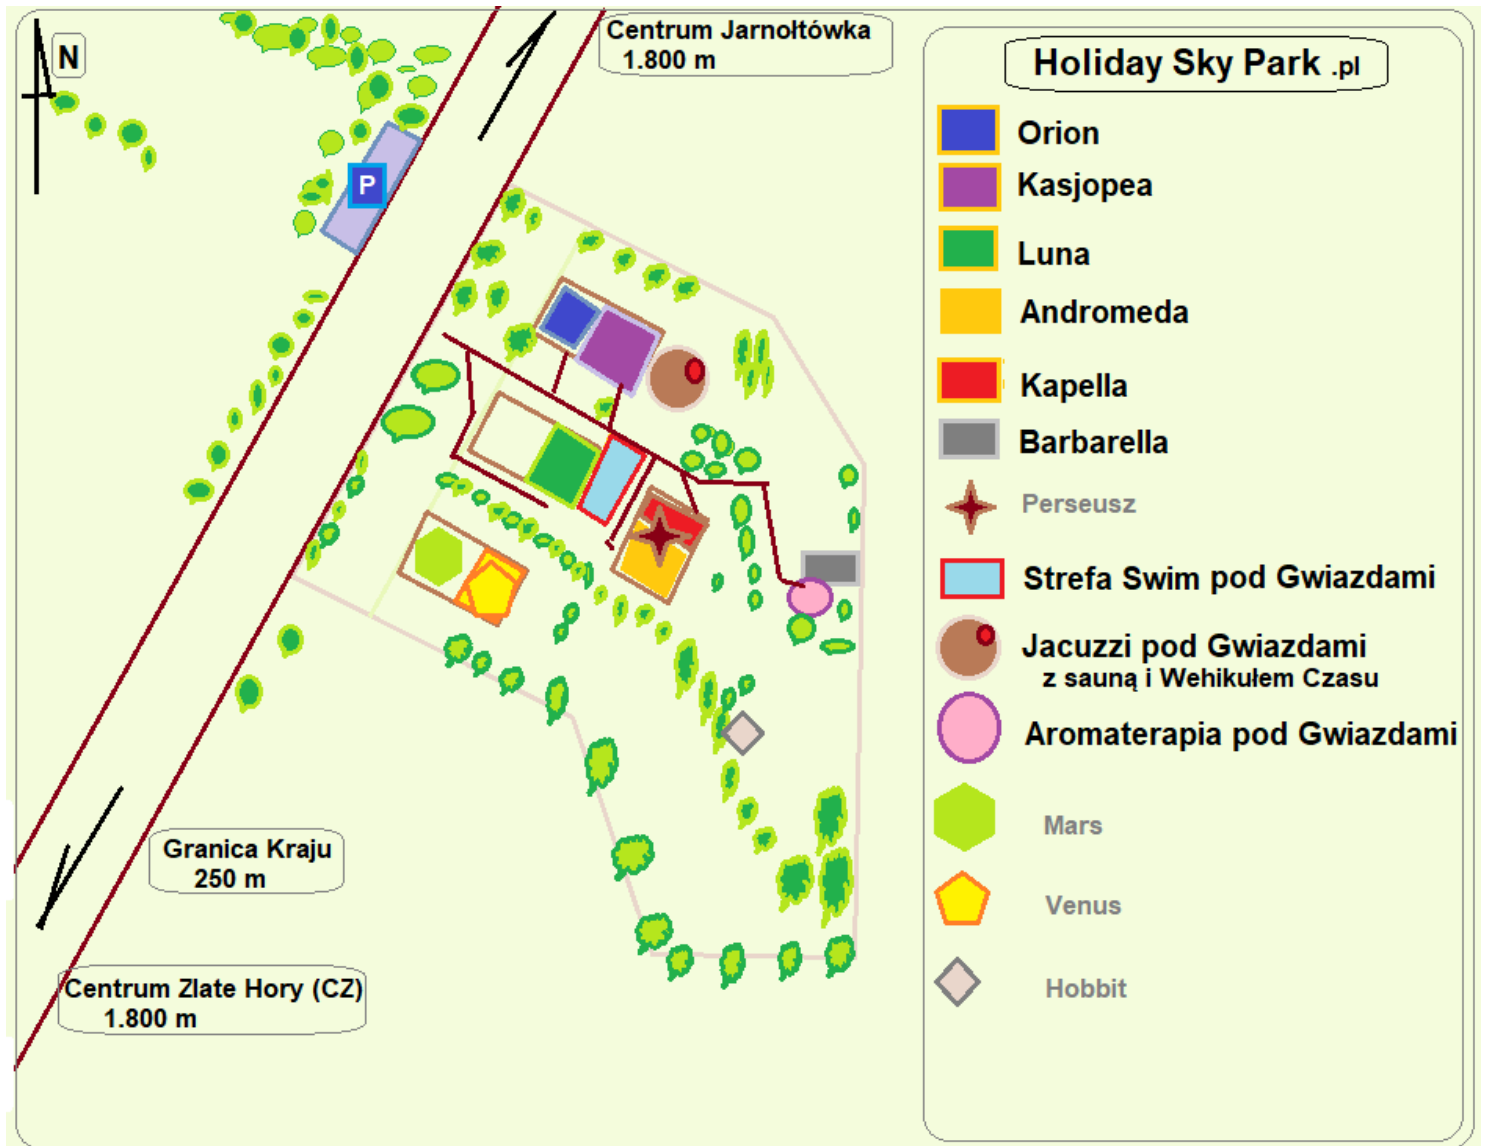 N
Centrum Jarnołtówka
1.800 m
P
Granica Kraju
250 m
Centrum Zlate Hory (CZ)
1.800 m
Holiday Sky Park .pl
Orion
Kasjopea
Luna
Andromeda
Kapella
Barbarella
Perseusz
Strefa Swim pod Gwiazdami
Jacuzzi pod Gwiazdami
z sauną i Wehikułem Czasu
Aromaterapia pod Gwiazdami
Mars
Venus
Hobbit